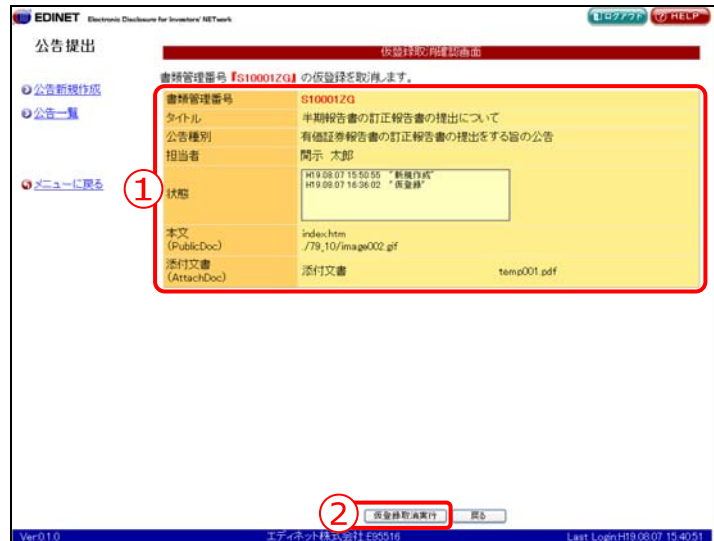 EDINET Electronic Disclosure for Investors' NETwork
ログアウト HELP
公告提出
仮登録取消確認画面
書類管理番号『S10001ZG』の仮登録を取消します。
公告新規作成
公告一覧
メニューに戻る
①
書類管理番号 S10001ZG
タイトル 半期報告書の訂正報告書の提出について
公告種別 有価証券報告書の訂正報告書の提出をする旨の公告
担当者 開示 太郎
状態
H19.08.07 15:50:55 "新規作成"
H19.08.07 16:36:02 "仮登録"
本文 index.htm
(PublicDoc) ./79_10/image002.gif
添付文書 添付文書 temp001.pdf
(AttachDoc)
②
仮登録取消実行 戻る
Ver0.1.0 エディネット株式会社:E95516 Last Login:H19.08.07 15:40:51